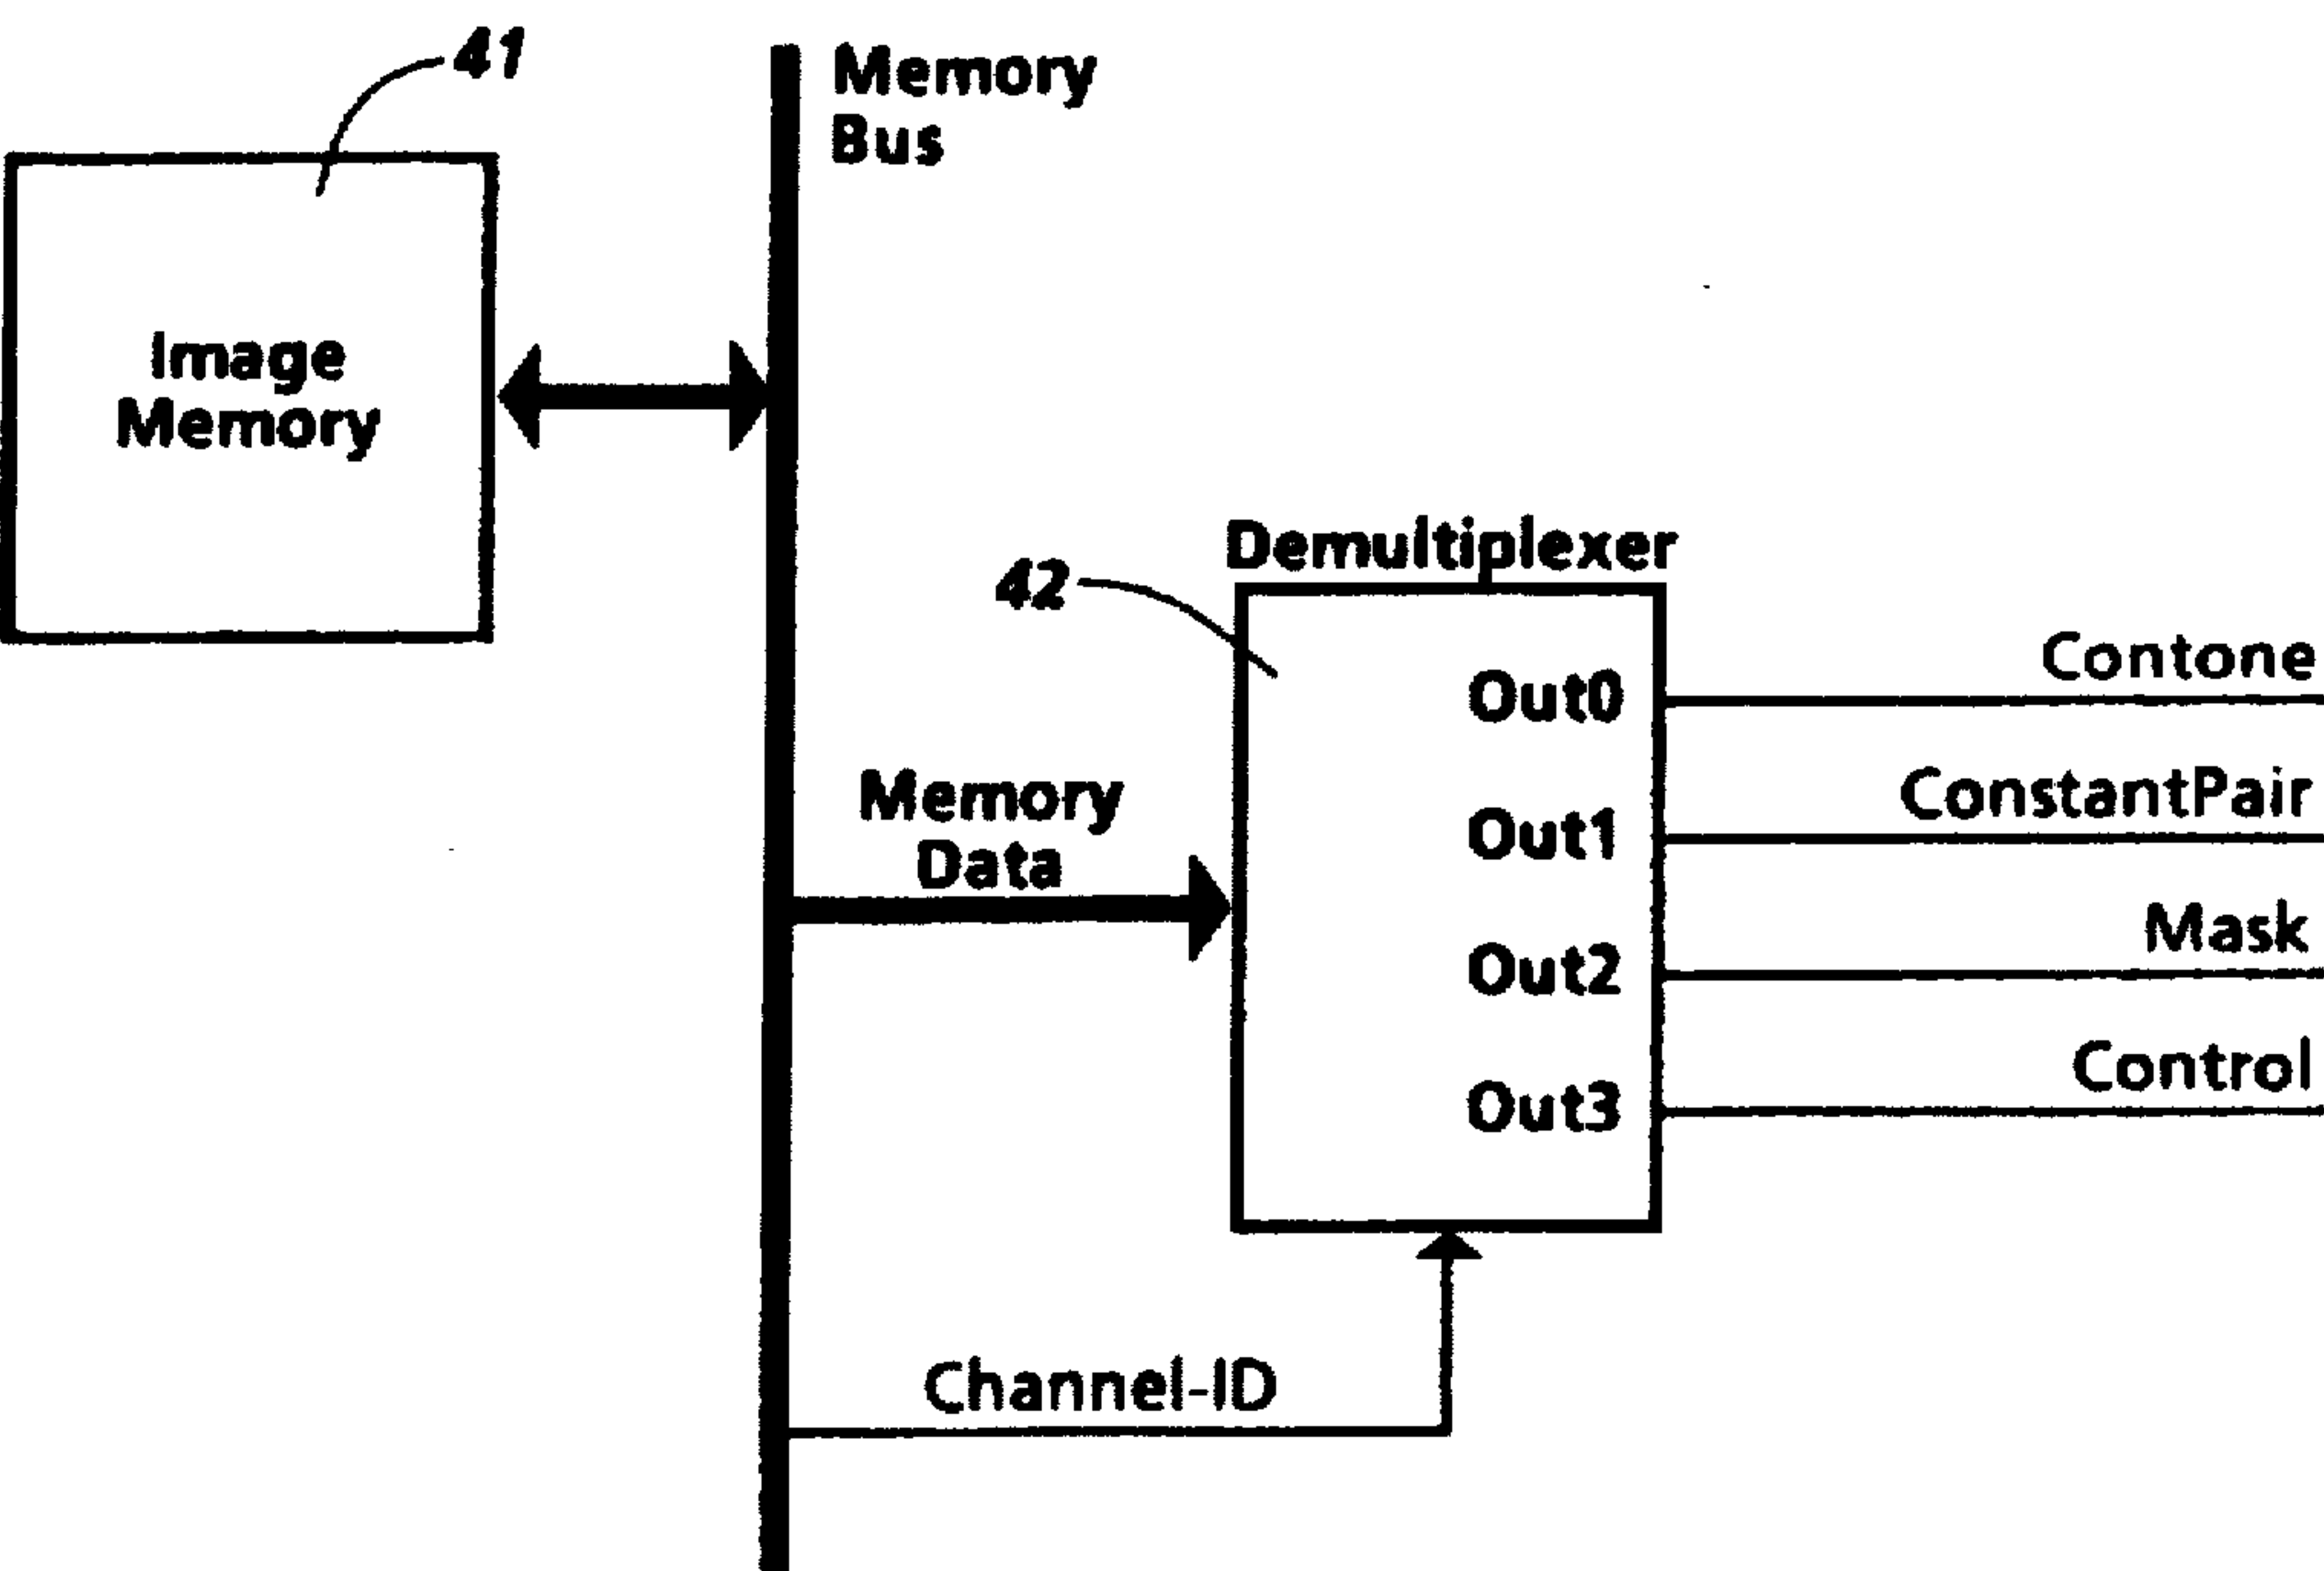 41
Memory
Bus
Image
Memory
Demultiplexer
42
Out0
Contone
Out1
ConstantPair
Memory
Data
Out2
Mask
Out3
Control
Channel-ID